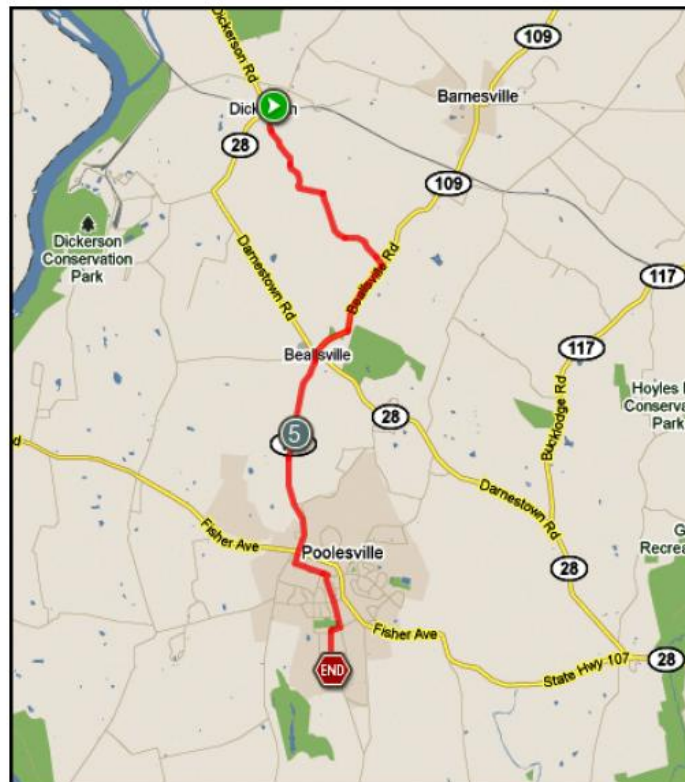 Dickerson Rd
109
Barnesville
28
109
Dickerson
Conservation
Park
Darnestown Rd
Beallsville Rd
117
117
Beallsville
Hoyles
Conserva
Park
28
5
Bucklodge Rd
d
Darnestown Rd
Fisher Ave
Poolesville
G
Recrea
28
Fisher Ave
28
END
State Hwy 107